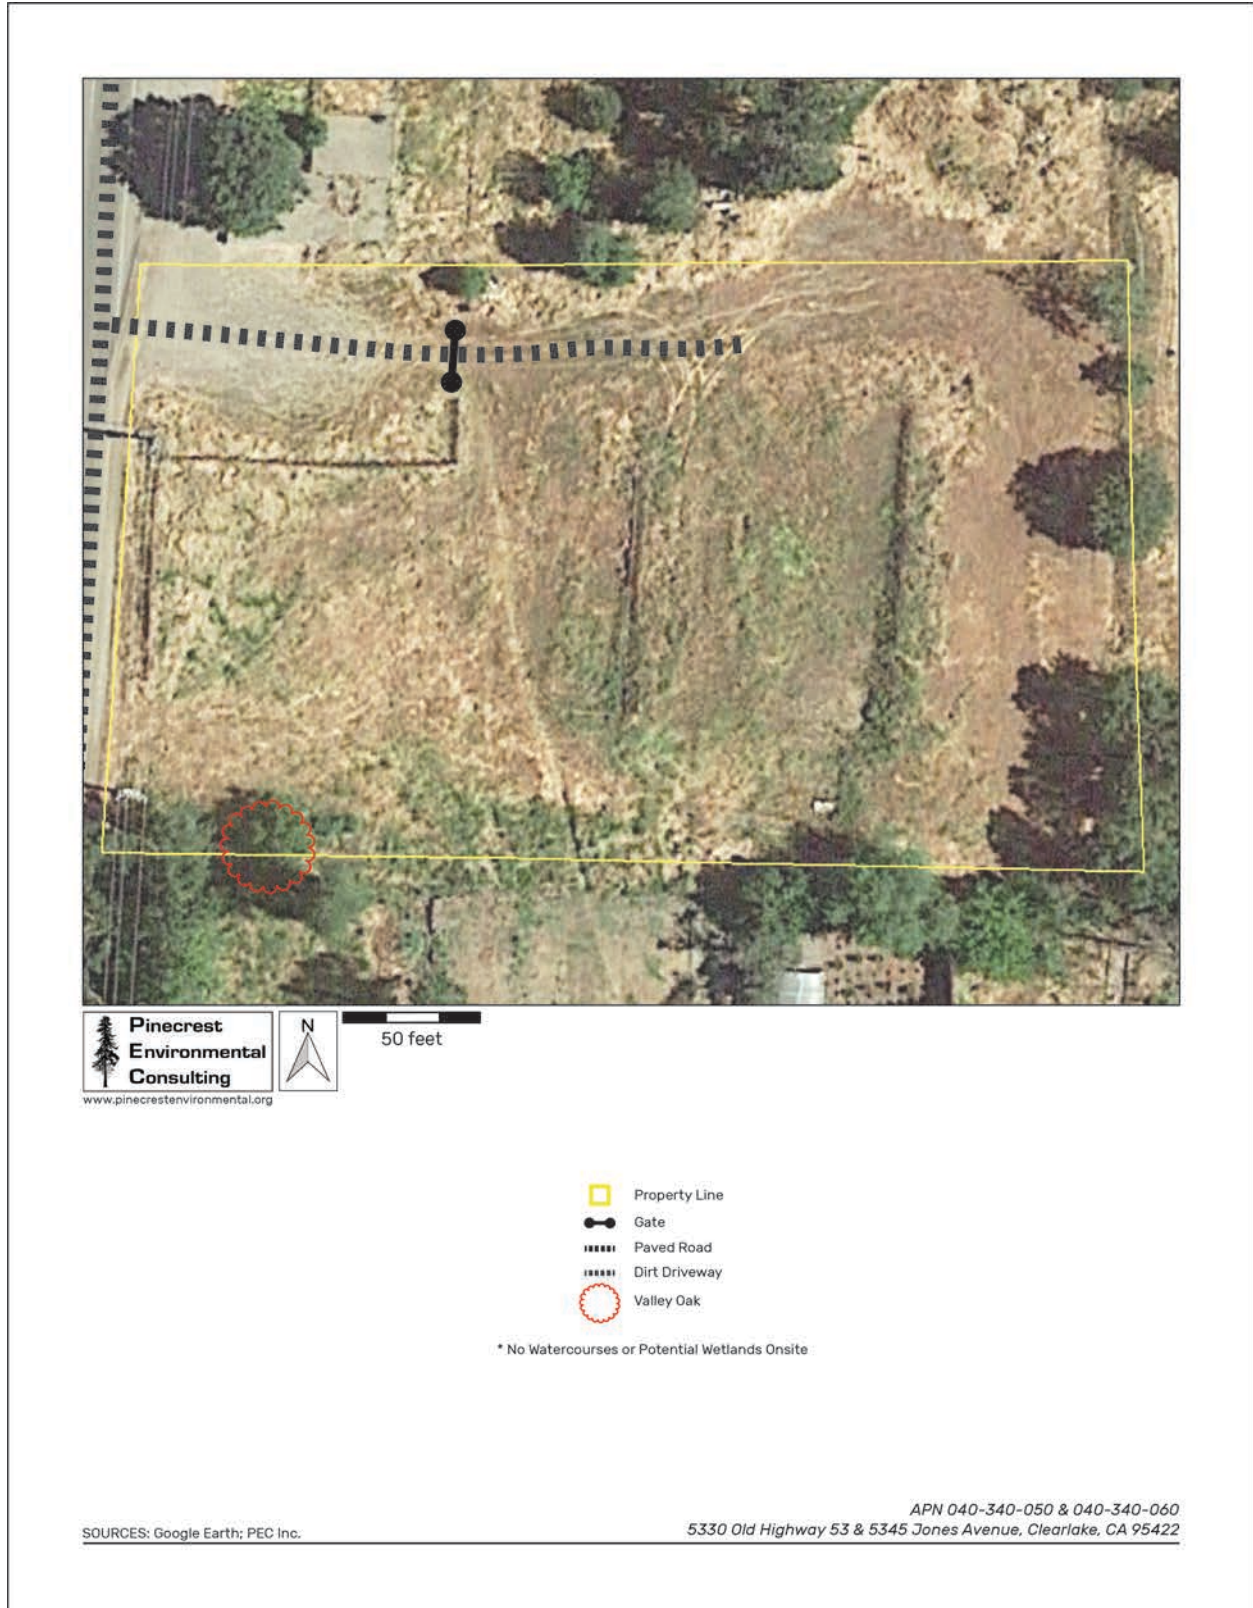 Pinecrest
Environmental
Consulting
www.pinecrestenvironmental.org
N
50 feet
Property Line
Gate
Paved Road
Dirt Driveway
Valley Oak
* No Watercourses or Potential Wetlands Onsite
APN 040-340-050 & 040-340-060
SOURCES: Google Earth; PEC Inc.
5330 Old Highway 53 & 5345 Jones Avenue, Clearlake, CA 95422